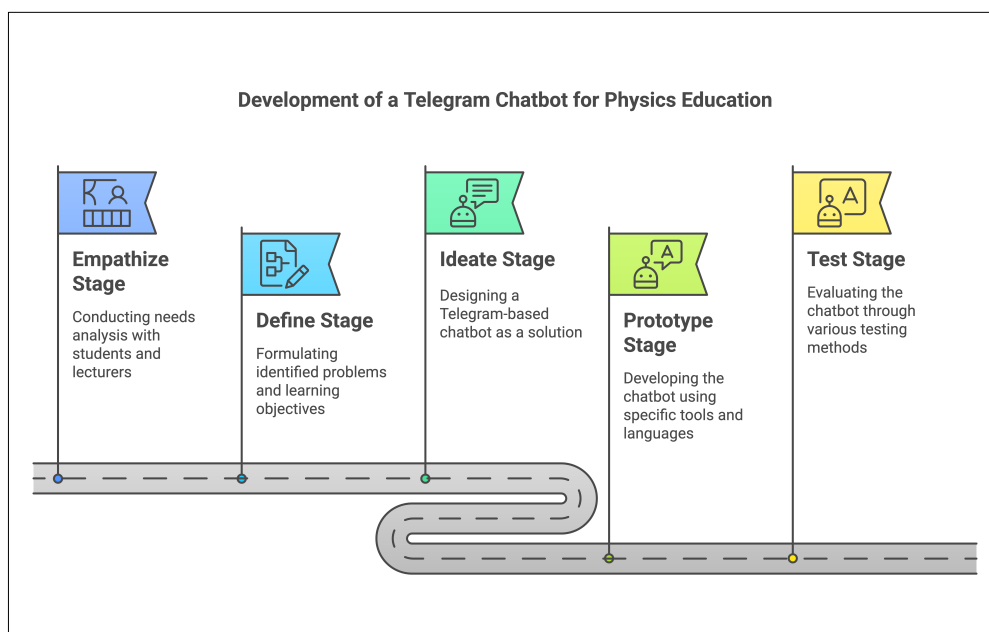 Development of a Telegram Chatbot for Physics Education
Empathize
Stage
Conducting needs
analysis with
students and
lecturers
Define Stage
Formulating
identified problems
and learning
objectives
Ideate Stage
Designing a
Telegram-based
chatbot as a solution
Prototype
Stage
Developing the
chatbot using
specific tools and
languages
Test Stage
Evaluating the
chatbot through
various testing
methods
A
A